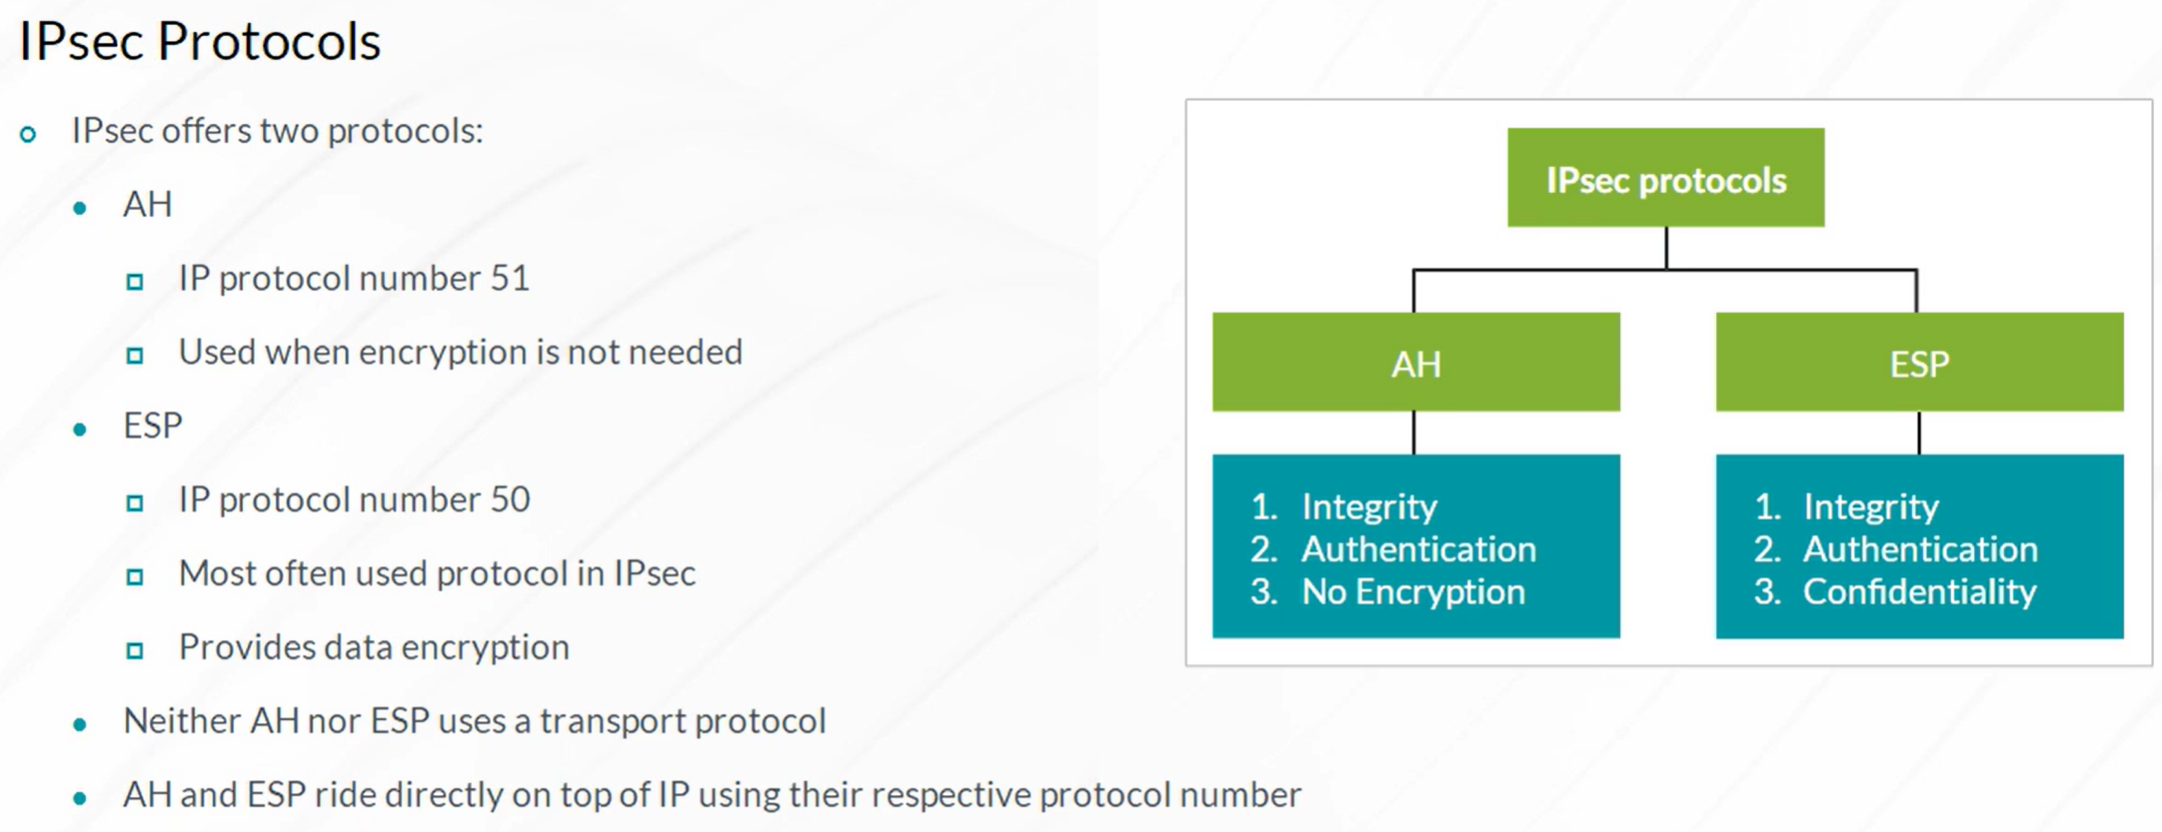 IPsec Protocols
IPsec offers two protocols:
AH
IP protocol number 51
Used when encryption is not needed
ESP
IP protocol number 50
Most often used protocol in IPsec
Provides data encryption
Neither AH nor ESP uses a transport protocol
AH and ESP ride directly on top of IP using their respective protocol number
IPsec protocols
AH
1. Integrity
2. Authentication
3. No Encryption
ESP
1. Integrity
2. Authentication
3. Confidentiality